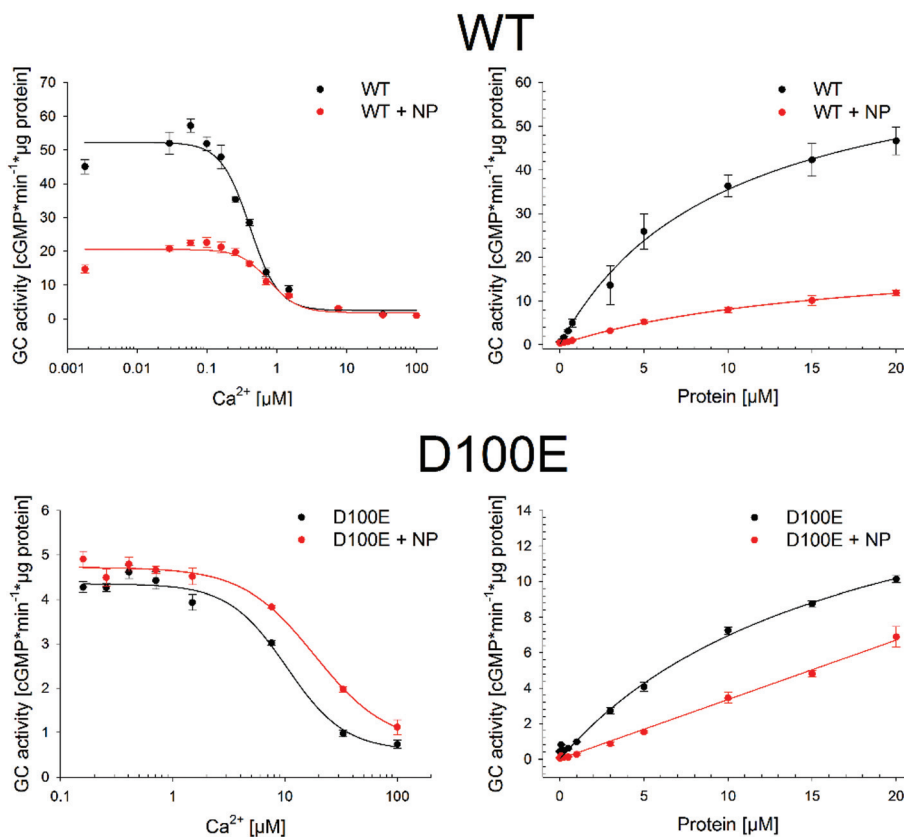 WT
WT
WT + NP
GC activity [cGMP*min⁻¹*µg protein]
70
60
50
40
30
20
10
0
0.001
0.1
1
10
100
Ca²⁺ [µM]
WT
WT + NP
GC activity [cGMP*min⁻¹*µg protein]
60
40
20
0
0
5
10
15
20
Protein [µM]
D100E
D100E
D100E + NP
GC activity [cGMP*min⁻¹*µg protein]
6
5
4
3
2
1
0
0.1
1
10
100
Ca²⁺ [µM]
D100E
D100E + NP
GC activity [cGMP*min⁻¹*µg protein]
14
12
10
8
6
4
2
0
0
5
10
15
20
Protein [µM]